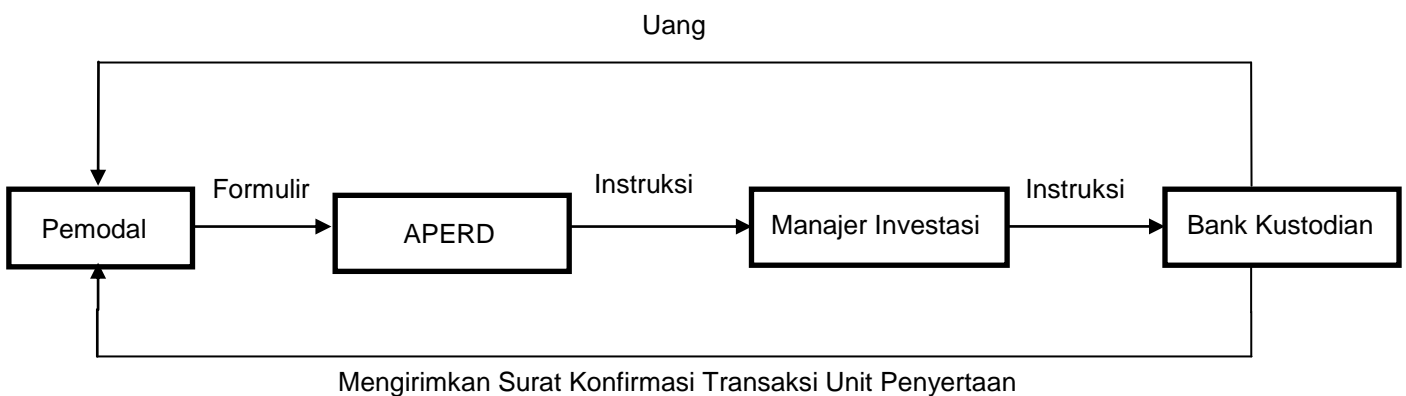 Uang
Formulir
Instruksi
Instruksi
Pemodal
APERD
Manajer Investasi
Bank Kustodian
Mengirimkan Surat Konfirmasi Transaksi Unit Penyertaan